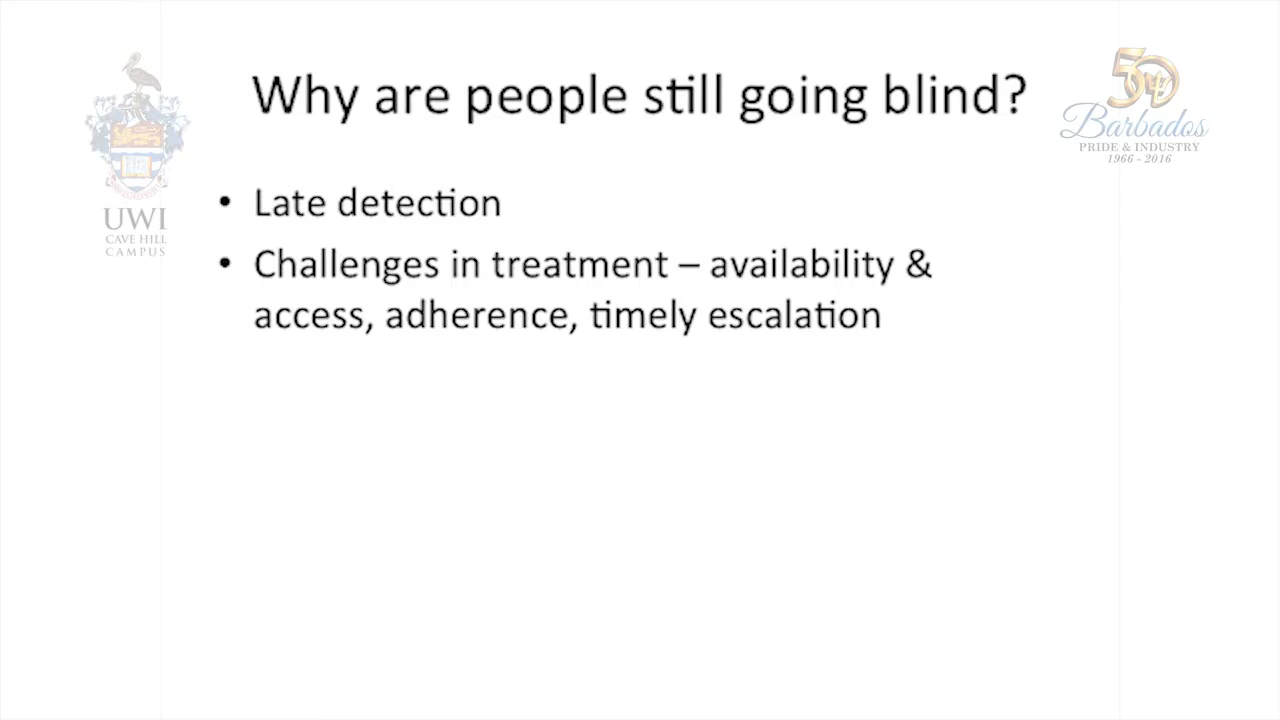 Why are people still going blind?
50
Barbados
PRIDE & INDUSTRY
1966 - 2016
UWI
CAVE HILL
CAMPUS
• Late detection
• Challenges in treatment – availability &
access, adherence, timely escalation